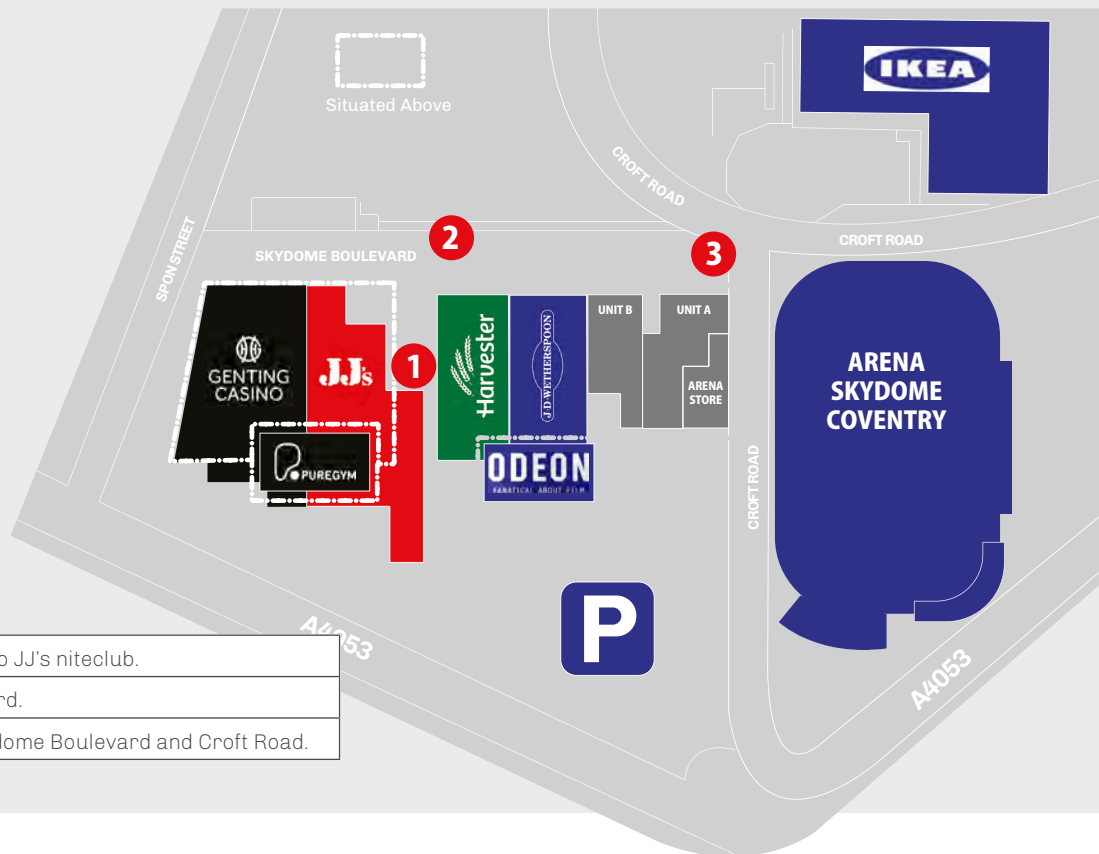 IKEA
Situated Above
CROFT ROAD
SPON STREET
2
3
CROFT ROAD
SKYDOME BOULEVARD
UNIT B
UNIT A
GENTING
CASINO
JJ's
1
Harvester
J·D·WETHERSPOON
ARENA
STORE
ARENA
SKYDOME
COVENTRY
PUREGYM
ODEON
FANATICAL ABOUT FILM
CROFT ROAD
P
A4053
A4053
o JJ's niteclub.
rd.
dome Boulevard and Croft Road.